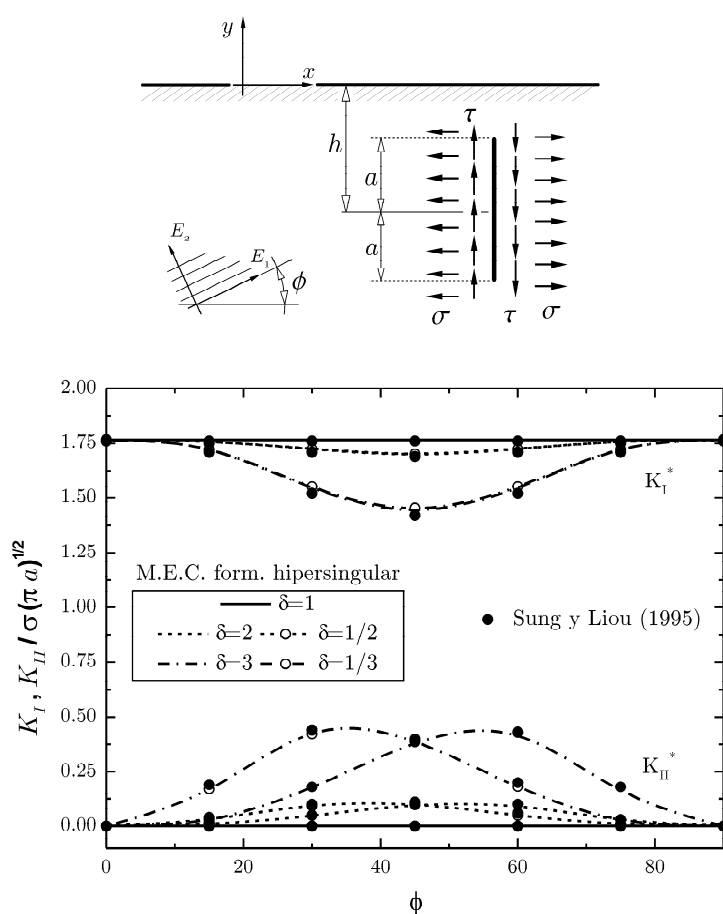 y
x
τ
h
a
a
E₂
E₁
ϕ
σ
τ
σ
2.00
1.75
1.50
1.25
1.00
0.75
0.50
0.25
0.00
K_I , K_II / σ (π a)^1/2
K_I^*
M.E.C. form. hipersingular
δ=1
δ=2 δ=1/2
δ−3 δ−1/3
Sung y Liou (1995)
K_II^*
0 20 40 60 80
ϕ